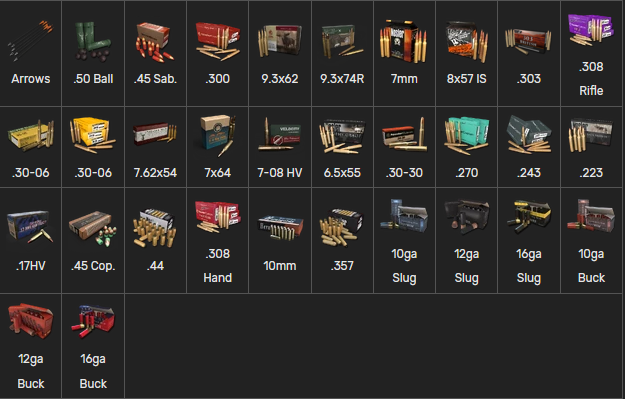 Arrows
.50 Ball
.45 Sab.
.300
9.3x62
9.3x74R
7mm
8x57 IS
.303
.308
Rifle
.30-06
.30-06
7.62x54
7x64
7-08 HV
6.5x55
.30-30
.270
.243
.223
.17HV
.45 Cop.
.44
.308
Hand
10mm
.357
10ga
Slug
12ga
Slug
16ga
Slug
10ga
Buck
12ga
Buck
16ga
Buck